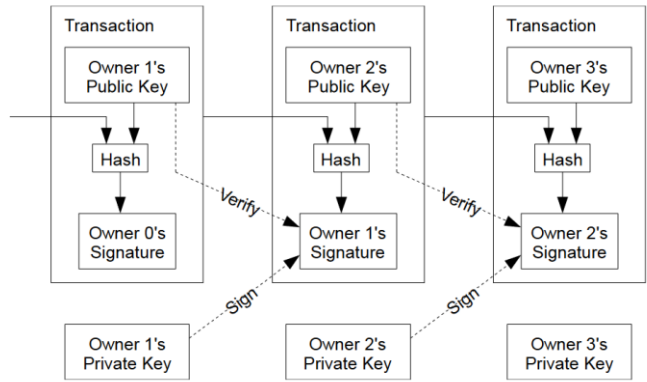 Transaction
Owner 1's
Public Key
Hash
Owner 0's
Signature
Transaction
Owner 2's
Public Key
Hash
Verify
Owner 1's
Signature
Transaction
Owner 3's
Public Key
Hash
Verify
Owner 2's
Signature
Owner 1's
Private Key
Sign
Owner 2's
Private Key
Sign
Owner 3's
Private Key